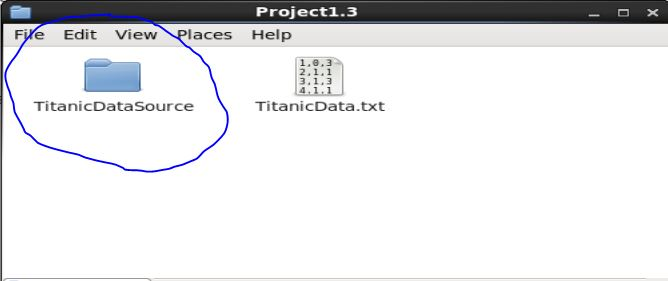 Project1.3
File Edit View Places Help
1,0,3
2,1,1
3,1,3
4,1,1
TitanicDataSource TitanicData.txt